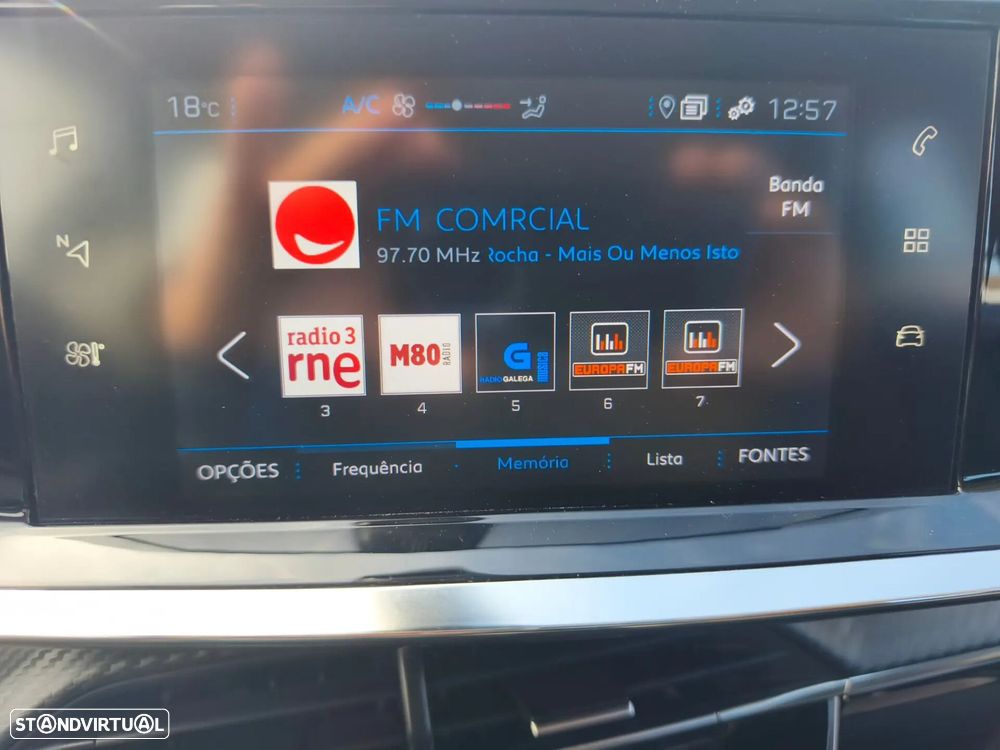 18°C
A/C
12:57
Banda
FM
FM COMRCIAL
97.70 MHz Rocha - Mais Ou Menos Isto
N
radio 3
rne
M80
RADIO
G
RADIO GALEGA
MUSICA
EUROPA FM
EUROPA FM
3
4
5
6
7
OPÇÕES
Frequência
Memória
Lista
FONTES
STANDVIRTUAL